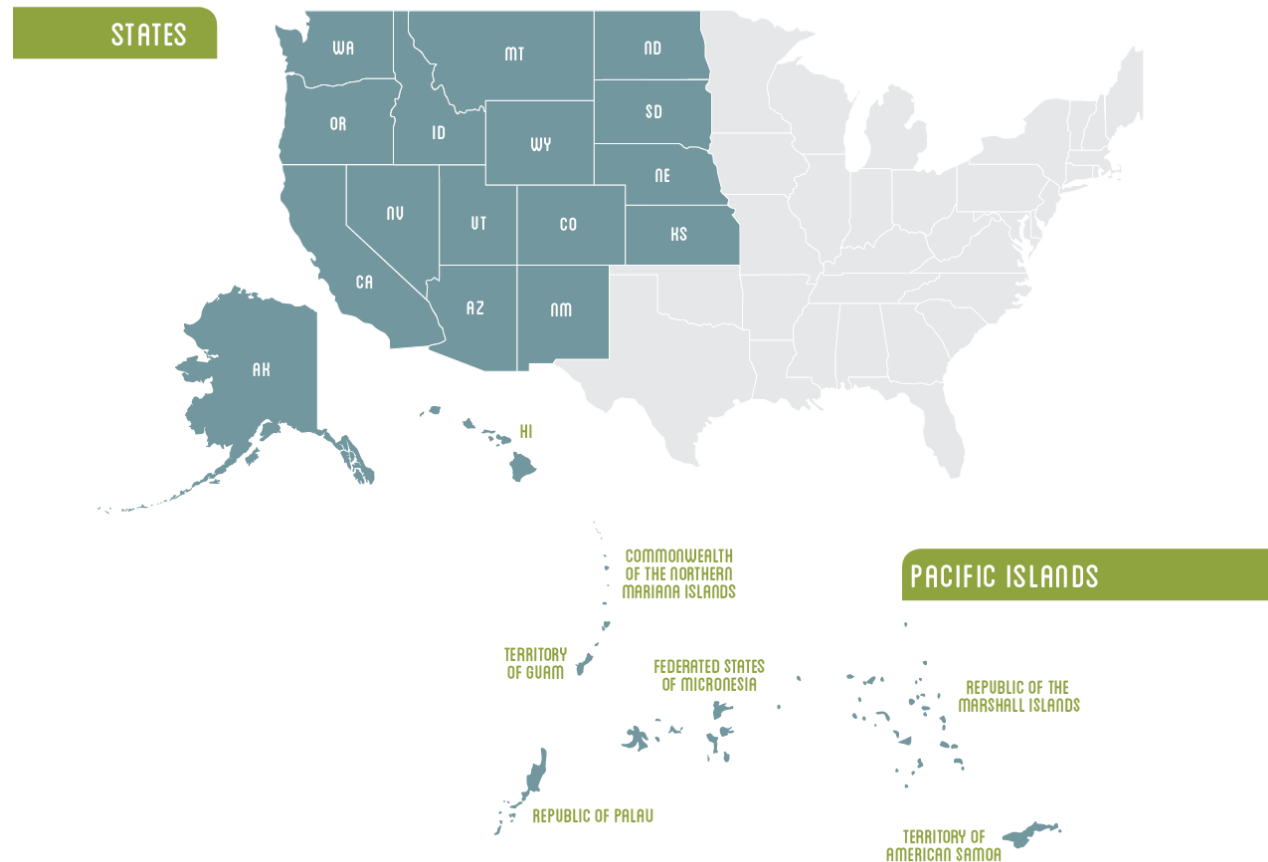 STATES
WA
MT
ND
OR
ID
SD
WY
NE
NV
UT
CO
KS
CA
AZ
NM
AK
HI
COMMONWEALTH
OF THE NORTHERN
MARIANA ISLANDS
PACIFIC ISLANDS
TERRITORY
OF GUAM
FEDERATED STATES
OF MICRONESIA
REPUBLIC OF THE
MARSHALL ISLANDS
REPUBLIC OF PALAU
TERRITORY OF
AMERICAN SAMOA